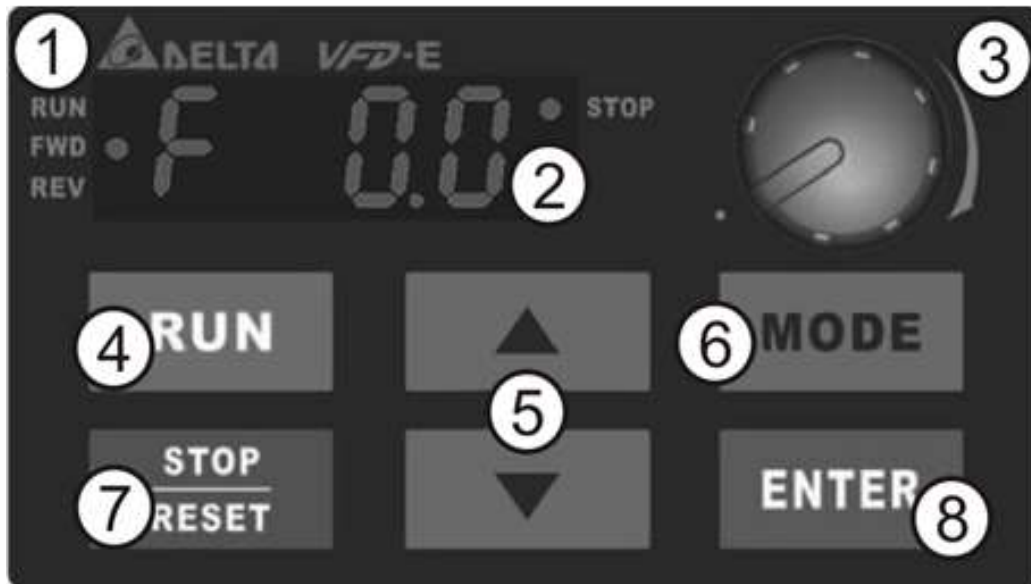 1
DELTA VFD-E
3
RUN
F 0.0
STOP
FWD
REV
2
4
RUN
▲
6
MODE
5
7
STOP
RESET
▼
ENTER
8